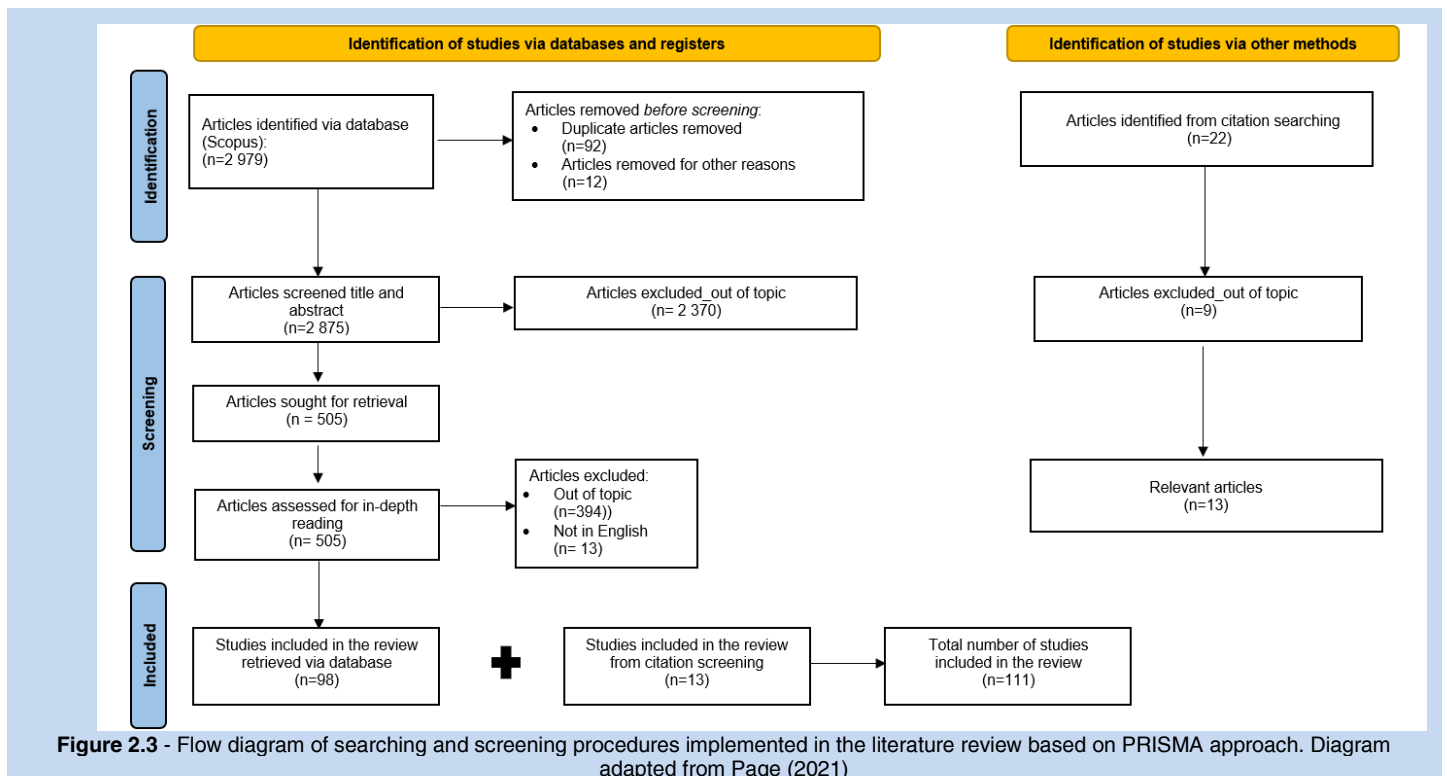 Identification of studies via databases and registers
Identification of studies via other methods
Identification
Articles identified via database
(Scopus):
(n=2 979)
Articles removed before screening:
• Duplicate articles removed
(n=92)
• Articles removed for other reasons
(n=12)
Articles identified from citation searching
(n=22)
Screening
Articles screened title and
abstract
(n=2 875)
Articles excluded_out of topic
(n= 2 370)
Articles excluded_out of topic
(n=9)
Articles sought for retrieval
(n = 505)
Articles assessed for in-depth
reading
(n= 505)
Articles excluded:
• Out of topic
(n=394))
• Not in English
(n= 13)
Relevant articles
(n=13)
Included
Studies included in the review
retrieved via database
(n=98)
Studies included in the review
from citation screening
(n=13)
Total number of studies
included in the review
(n=111)
Figure 2.3 - Flow diagram of searching and screening procedures implemented in the literature review based on PRISMA approach. Diagram
adapted from Page (2021)